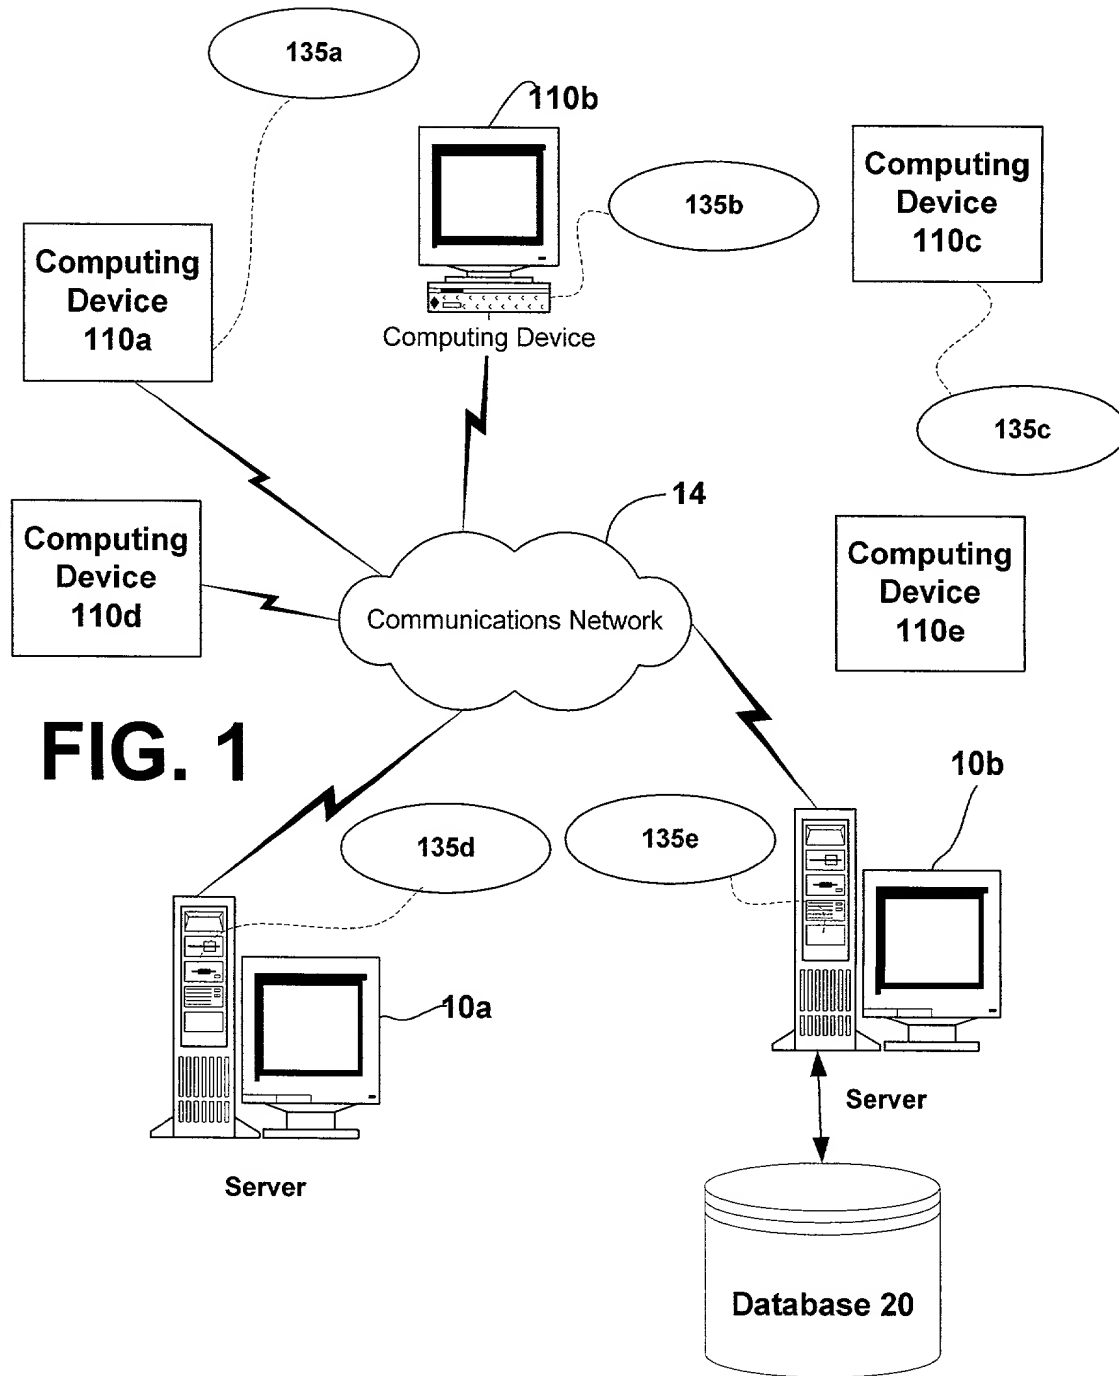 135a
110b
Computing
Device
110c
135b
Computing
Device
110a
Computing Device
135c
14
Computing
Device
110d
Computing
Device
110e
Communications Network
FIG. 1
10b
135d
135e
10a
Server
Server
Database 20